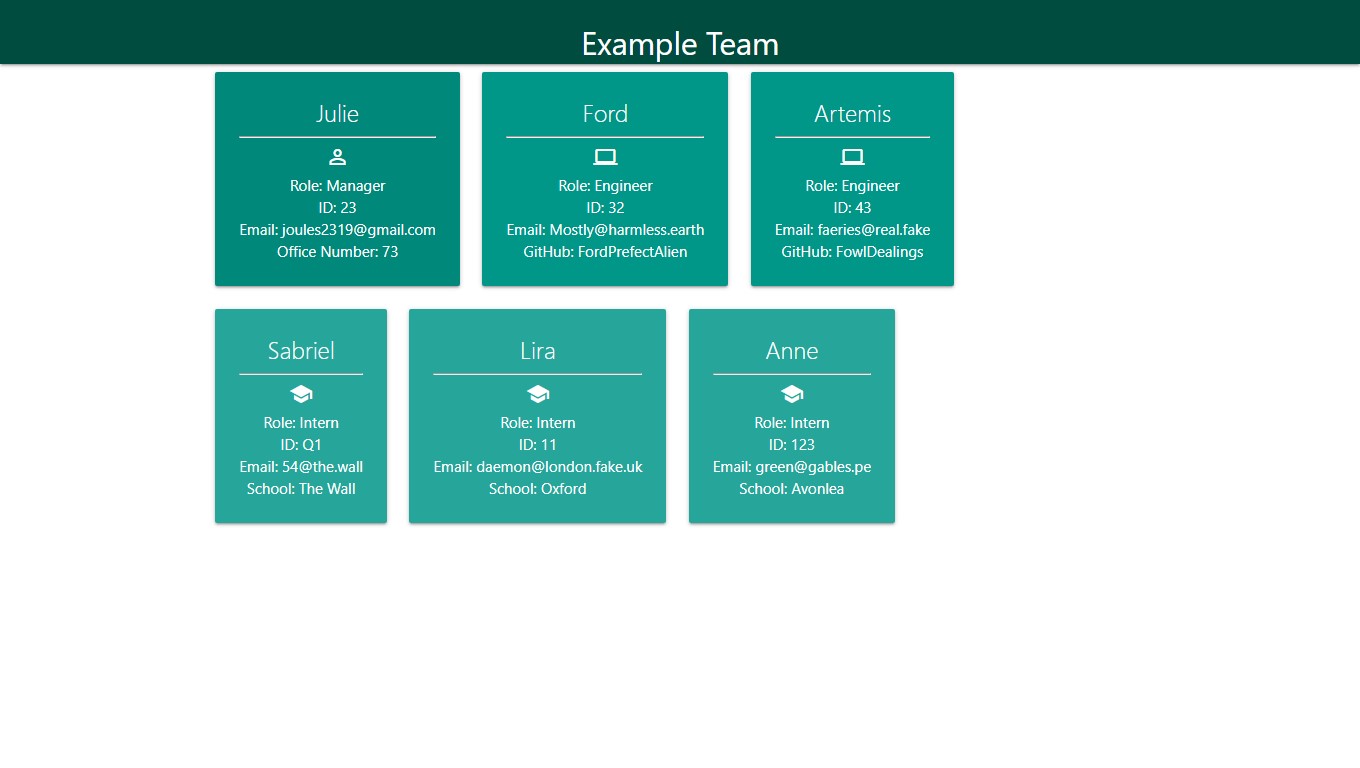 Example Team
Julie
Role: Manager
ID: 23
Email: joules2319@gmail.com
Office Number: 73
Ford
Role: Engineer
ID: 32
Email: Mostly@harmless.earth
GitHub: FordPrefectAlien
Artemis
Role: Engineer
ID: 43
Email: faeries@real.fake
GitHub: FowlDealings
Sabriel
Role: Intern
ID: Q1
Email: 54@the.wall
School: The Wall
Lira
Role: Intern
ID: 11
Email: daemon@london.fake.uk
School: Oxford
Anne
Role: Intern
ID: 123
Email: green@gables.pe
School: Avonlea